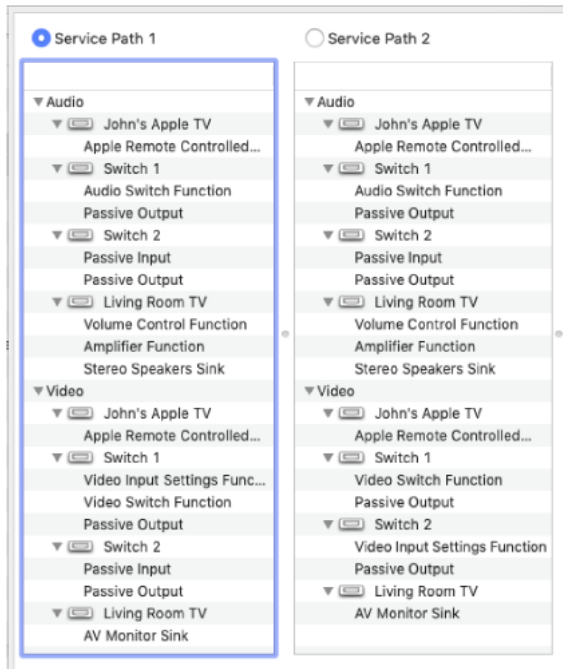 Service Path 1
Audio
John's Apple TV
Apple Remote Controlled...
Switch 1
Audio Switch Function
Passive Output
Switch 2
Passive Input
Passive Output
Living Room TV
Volume Control Function
Amplifier Function
Stereo Speakers Sink
Video
John's Apple TV
Apple Remote Controlled...
Switch 1
Video Input Settings Func...
Video Switch Function
Passive Output
Switch 2
Passive Input
Passive Output
Living Room TV
AV Monitor Sink
Service Path 2
Audio
John's Apple TV
Apple Remote Controlled...
Switch 1
Audio Switch Function
Passive Output
Switch 2
Passive Input
Passive Output
Living Room TV
Volume Control Function
Amplifier Function
Stereo Speakers Sink
Video
John's Apple TV
Apple Remote Controlled...
Switch 1
Video Switch Function
Passive Output
Switch 2
Video Input Settings Function
Passive Output
Living Room TV
AV Monitor Sink